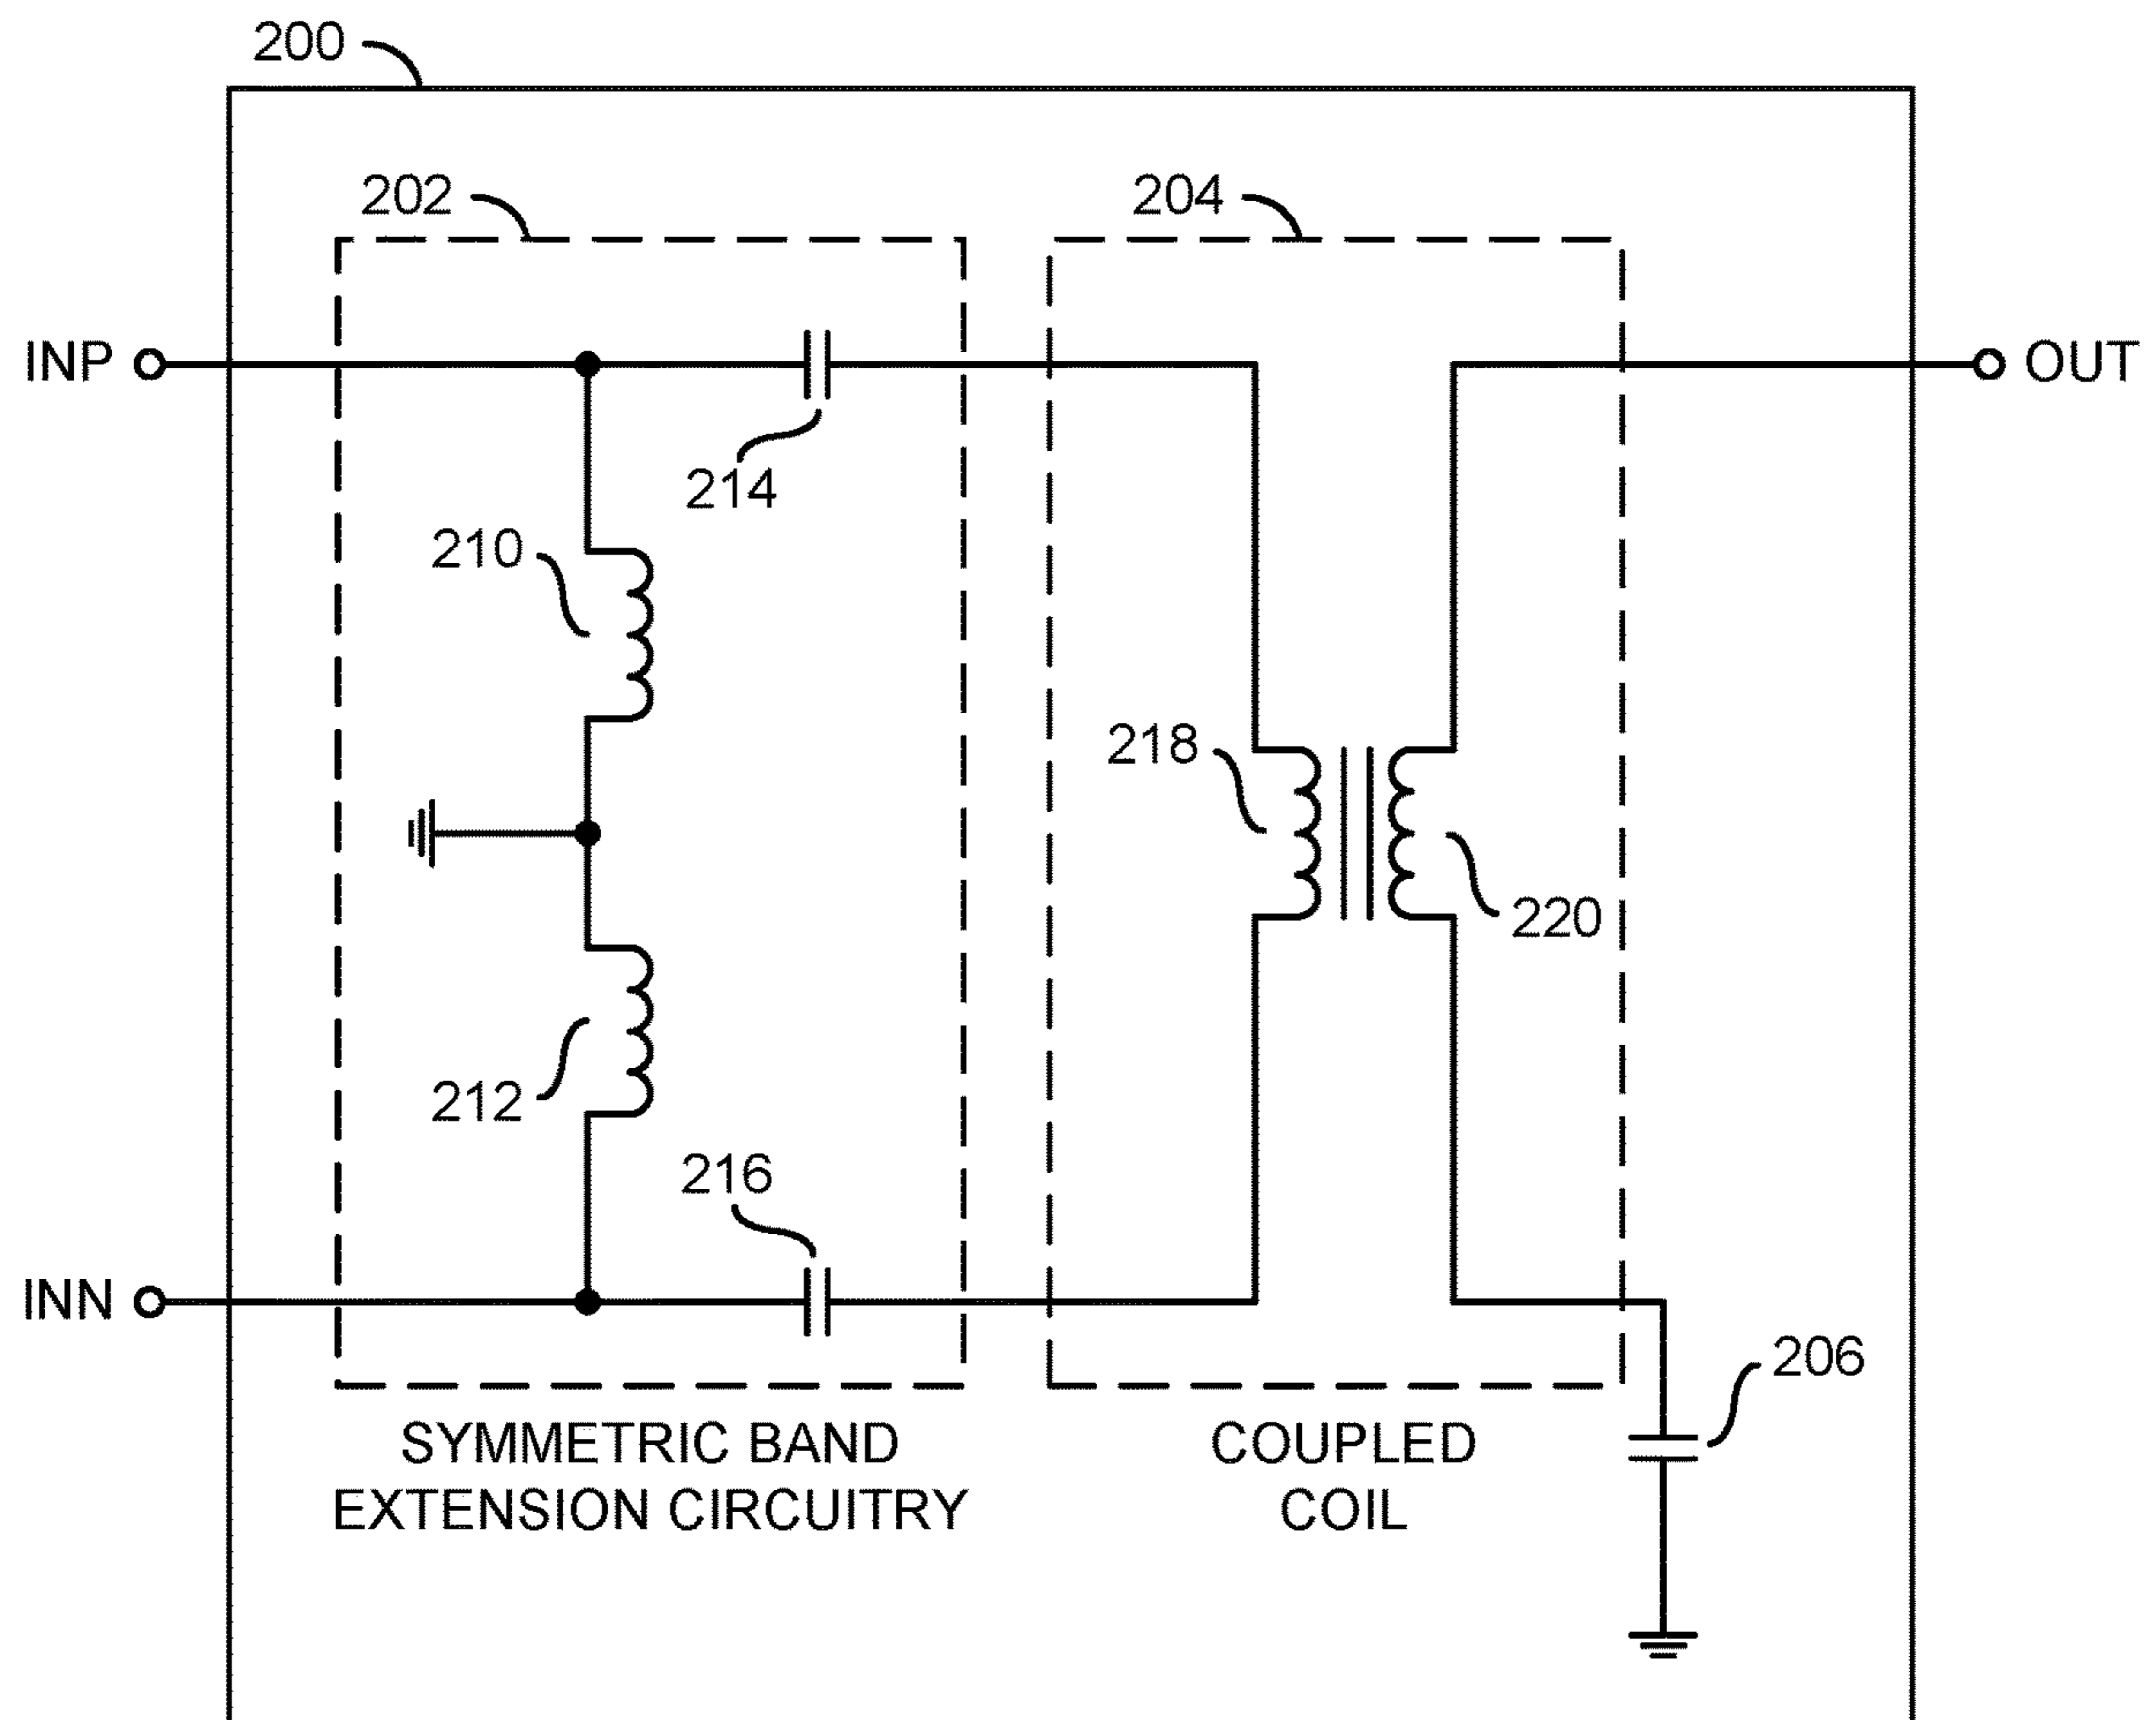 200
202
204
INP
OUT
214
210
218
220
212
216
INN
206
SYMMETRIC BAND
EXTENSION CIRCUITRY
COUPLED
COIL